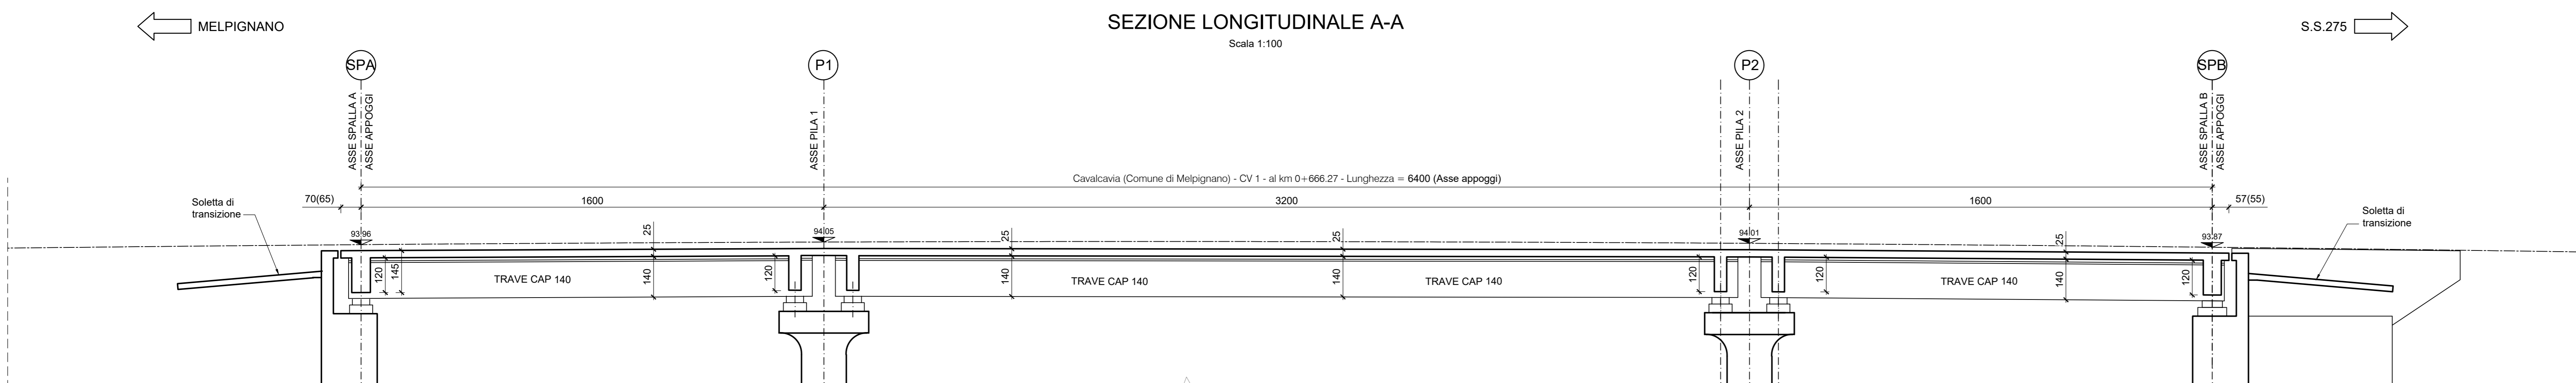 MELPIGNANO
SEZIONE LONGITUDINALE A-A
S.S.275
Scala 1:100
SPA
P1
P2
SPB
ASSE SPALLA A
ASSE APPOGGI
ASSE PILA 1
ASSE PILA 2
ASSE SPALLA B
ASSE APPOGGI
Cavalcavia (Comune di Melpignano) - CV 1 - al km 0+666.27 - Lunghezza = 6400 (Asse appoggi)
70(65)
1600
3200
1600
57(55)
Soletta di
transizione
Soletta di
transizione
93.96
94.05
94.01
93.87
25
25
25
25
120
145
140
120
140
140
120
120
140
120
TRAVE CAP 140
TRAVE CAP 140
TRAVE CAP 140
TRAVE CAP 140